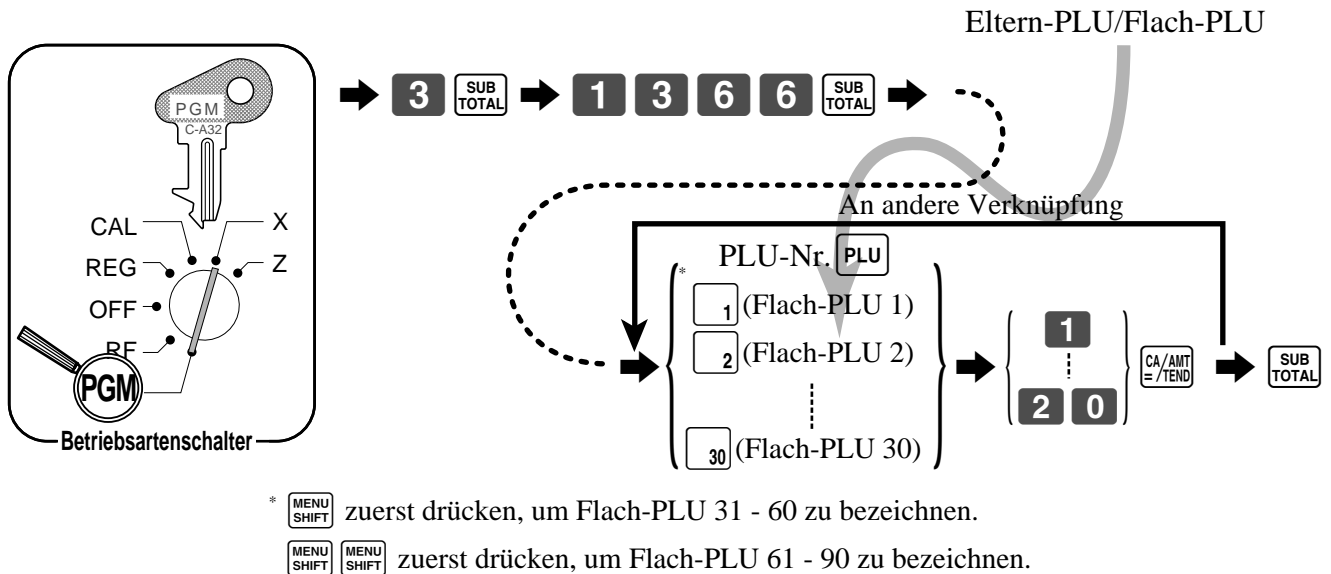 Eltern-PLU/Flach-PLU
PGM
C-A32
3 SUB TOTAL 1 3 6 6 SUB TOTAL
CAL
REG
OFF
RF
PGM
X
Z
Betriebsartenschalter
An andere Verknüpfung
* PLU-Nr. PLU
1 (Flach-PLU 1)
2 (Flach-PLU 2)
30 (Flach-PLU 30)
1
2 0
CA/AMT
= /TEND
SUB
TOTAL
* MENU SHIFT zuerst drücken, um Flach-PLU 31 - 60 zu bezeichnen.
MENU SHIFT MENU SHIFT zuerst drücken, um Flach-PLU 61 - 90 zu bezeichnen.